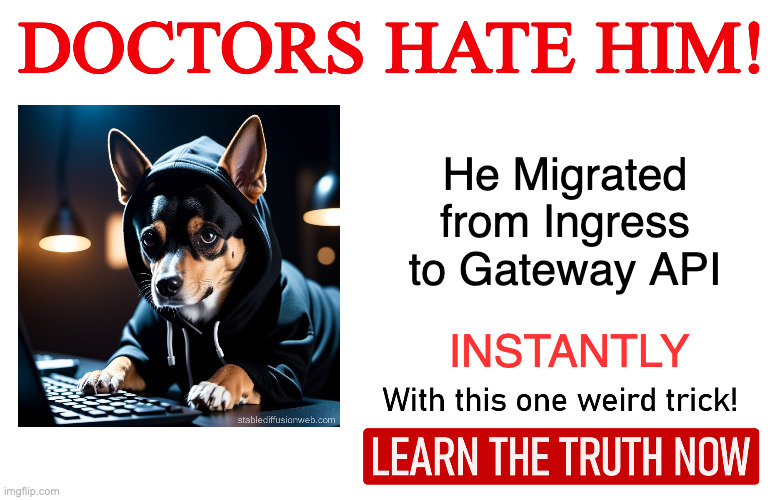 DOCTORS HATE HIM!
He Migrated
from Ingress
to Gateway API
INSTANTLY
With this one weird trick!
LEARN THE TRUTH NOW
stablediffusionweb.com
imgflip.com